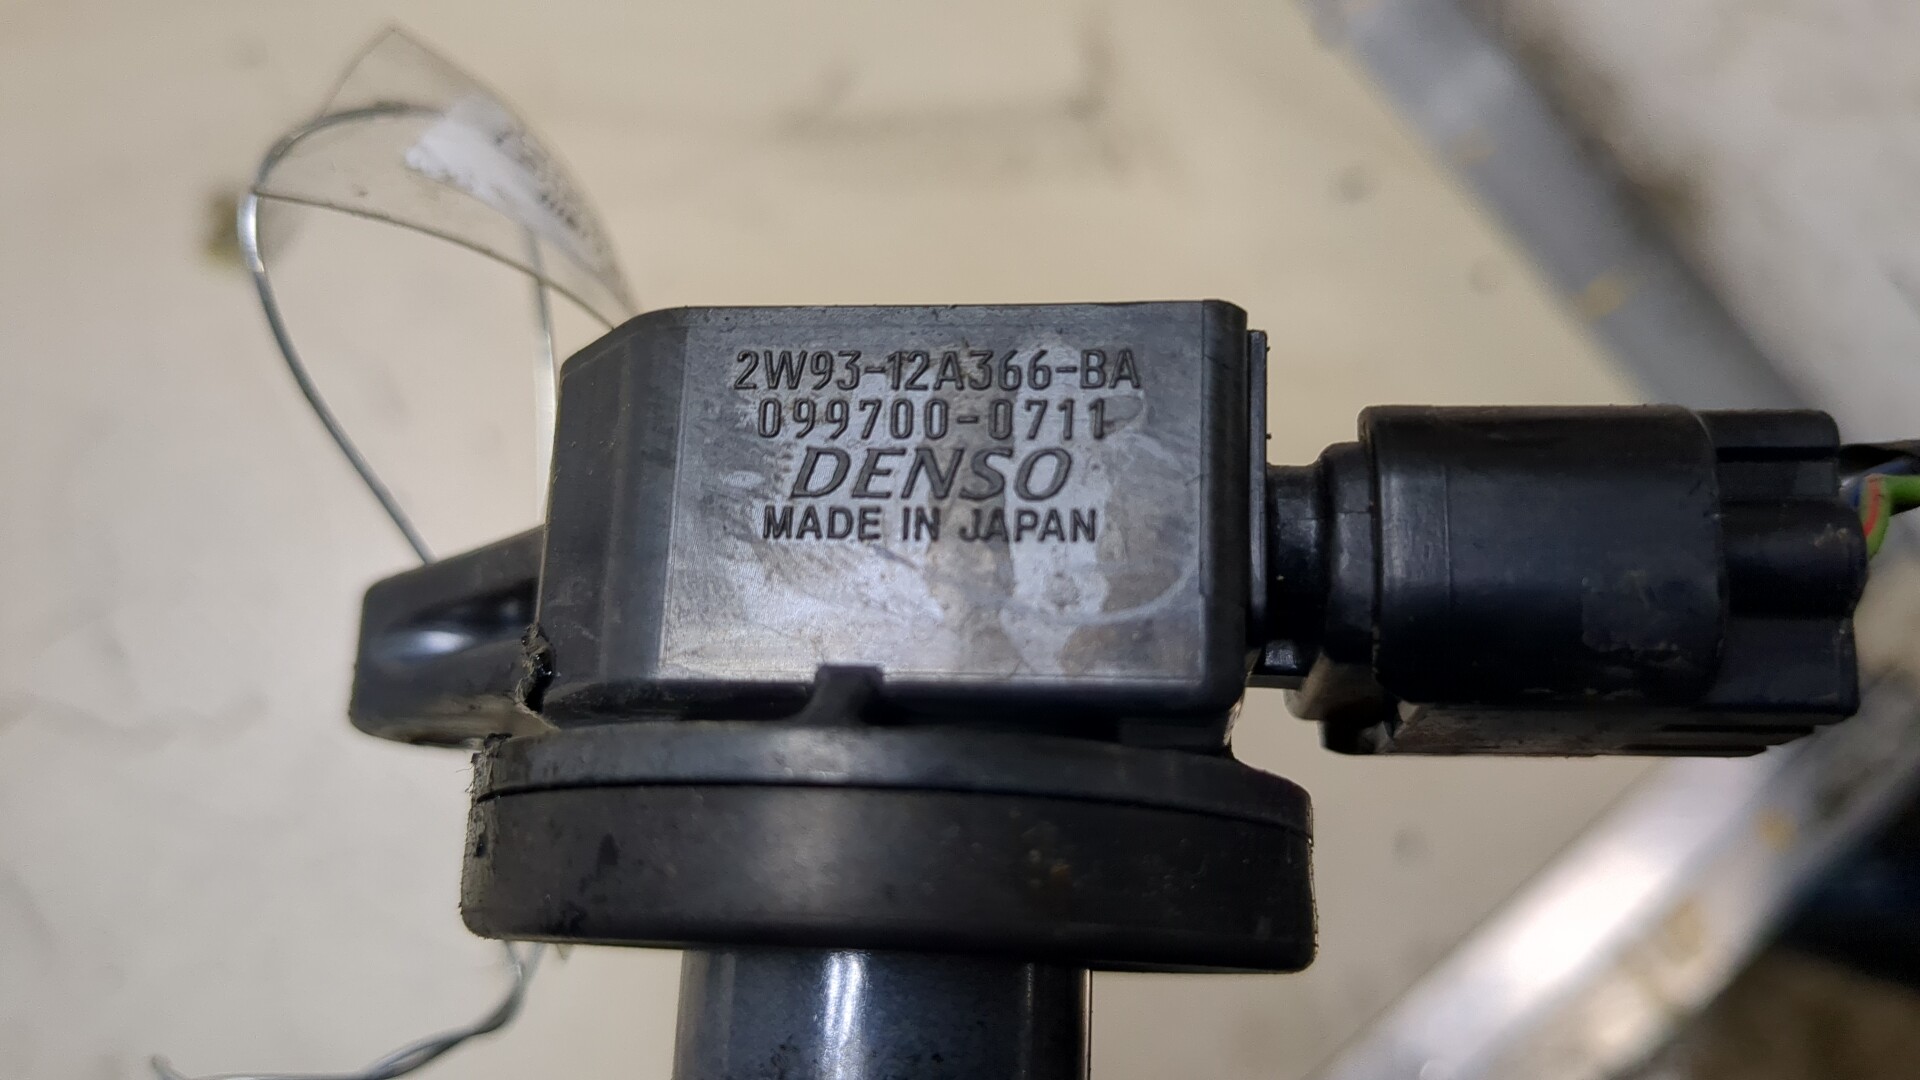 2W93-12A366-BA
099700-0711
DENSO
MADE IN JAPAN